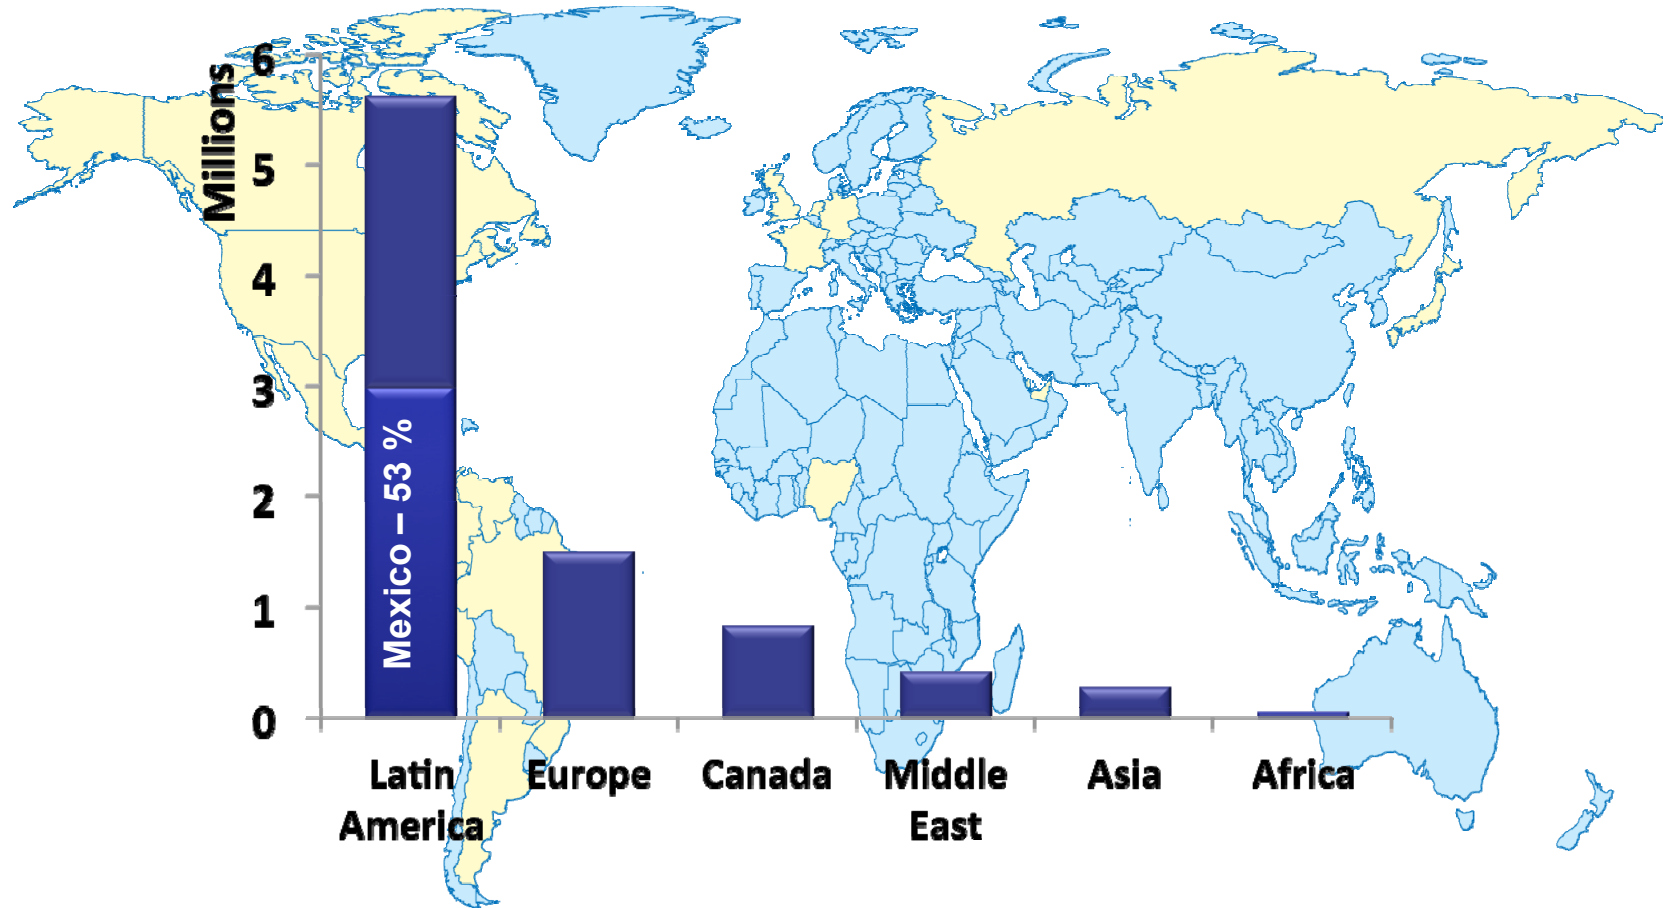 Millions
6
5
4
3
2
1
0
Mexico – 53 %
Latin America
Europe
Canada
Middle East
Asia
Africa